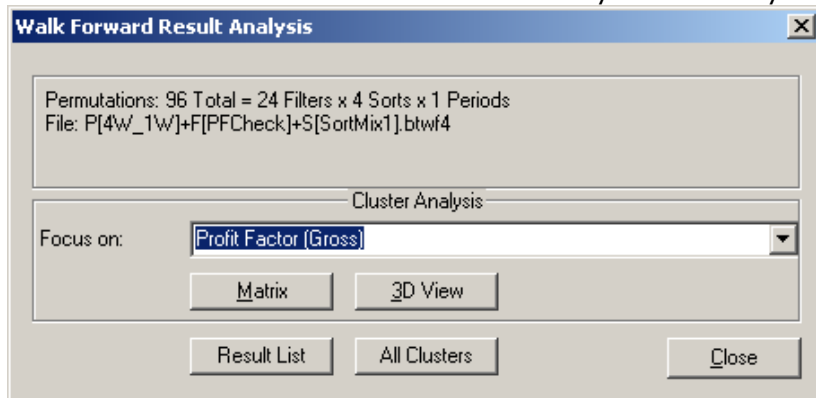 Walk Forward Result Analysis
Permutations: 96 Total = 24 Filters x 4 Sorts x 1 Periods
File: P[4W_1W]+F[PFCheck]+S[SortMix1].btwf4
Cluster Analysis
Focus on:
Profit Factor (Gross)
Matrix
3D View
Result List
All Clusters
Close